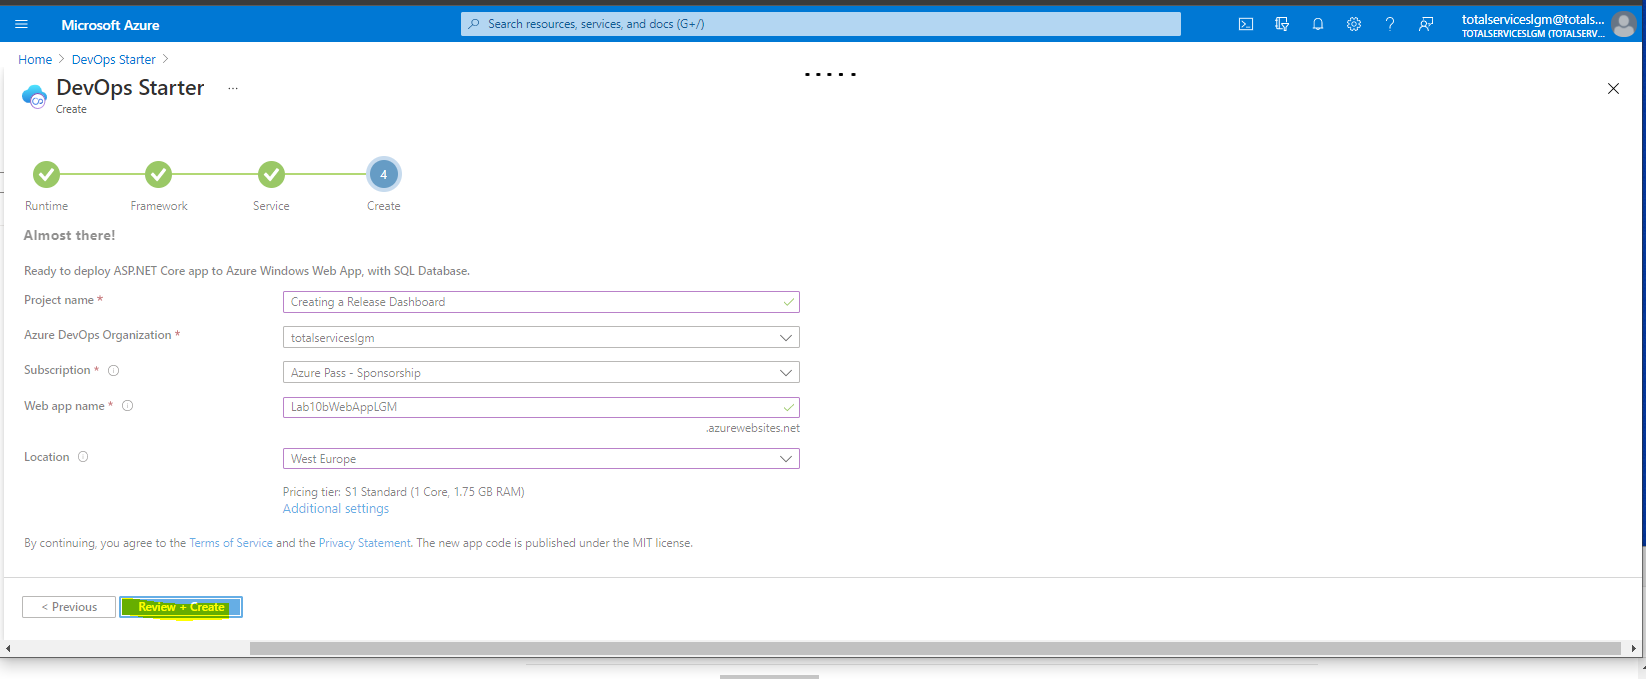 Microsoft Azure
Search resources, services, and docs (G+/)
totalserviceslgm@totals...
TOTALSERVICESLGM (TOTALSERV...
Home > DevOps Starter >
DevOps Starter ...
Create
4
Runtime Framework Service Create
Almost there!
Ready to deploy ASP.NET Core app to Azure Windows Web App, with SQL Database.
Project name * Creating a Release Dashboard
Azure DevOps Organization * totalserviceslgm
Subscription * Azure Pass - Sponsorship
Web app name * Lab10bWebAppLGM
.azurewebsites.net
Location West Europe
Pricing tier: S1 Standard (1 Core, 1.75 GB RAM)
Additional settings
By continuing, you agree to the Terms of Service and the Privacy Statement. The new app code is published under the MIT license.
< Previous Review + Create